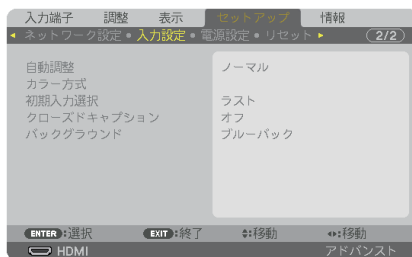 入力端子 調整 表示 セットアップ 情報
ネットワーク設定 ● 入力設定 ● 電源設定 ● リセット (2/2)
自動調整 ノーマル
カラー方式
初期入力選択 ラスト
クローズドキャプション オフ
バックグラウンド ブルーバック
ENTER :選択 EXIT :終了 :移動 :移動
HDMI アドバンスト